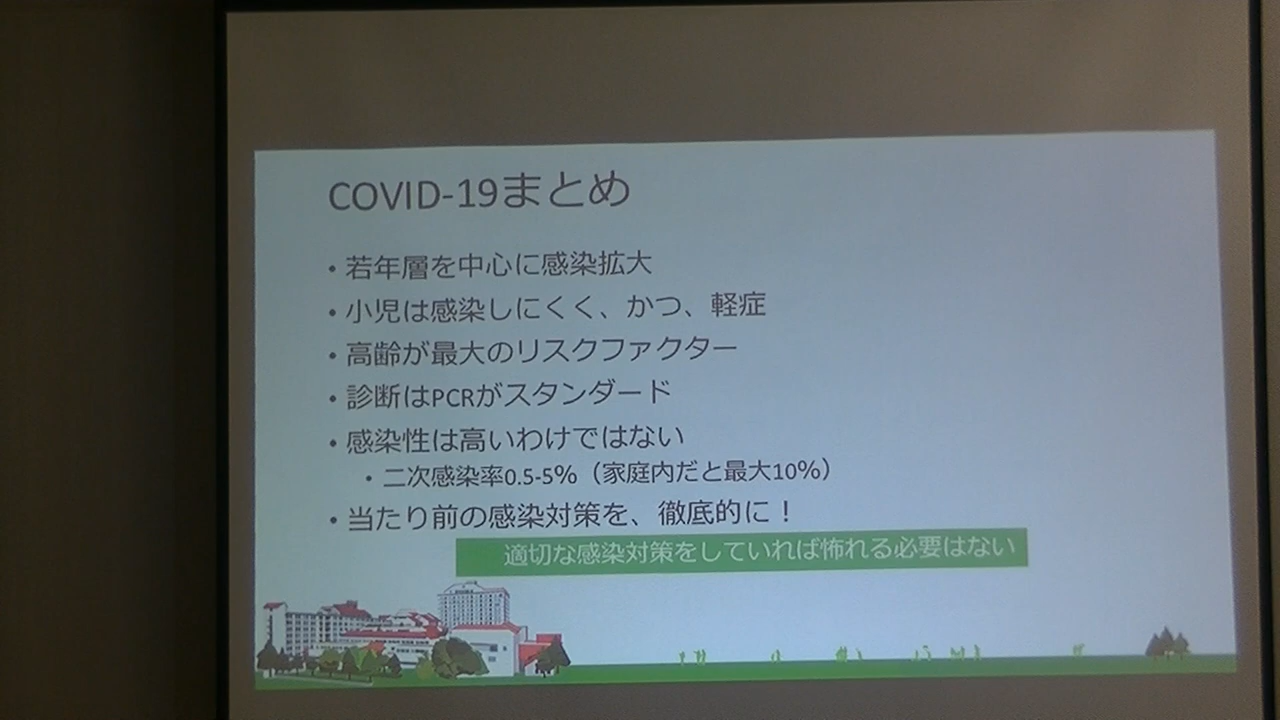 COVID-19まとめ
• 若年層を中心に感染拡大
• 小児は感染しにくく、かつ、軽症
• 高齢が最大のリスクファクター
• 診断はPCRがスタンダード
• 感染性は高いわけではない
• 二次感染率0.5-5%（家庭内だと最大10%）
• 当たり前の感染対策を、徹底的に！
適切な感染対策をしていれば怖れる必要はない